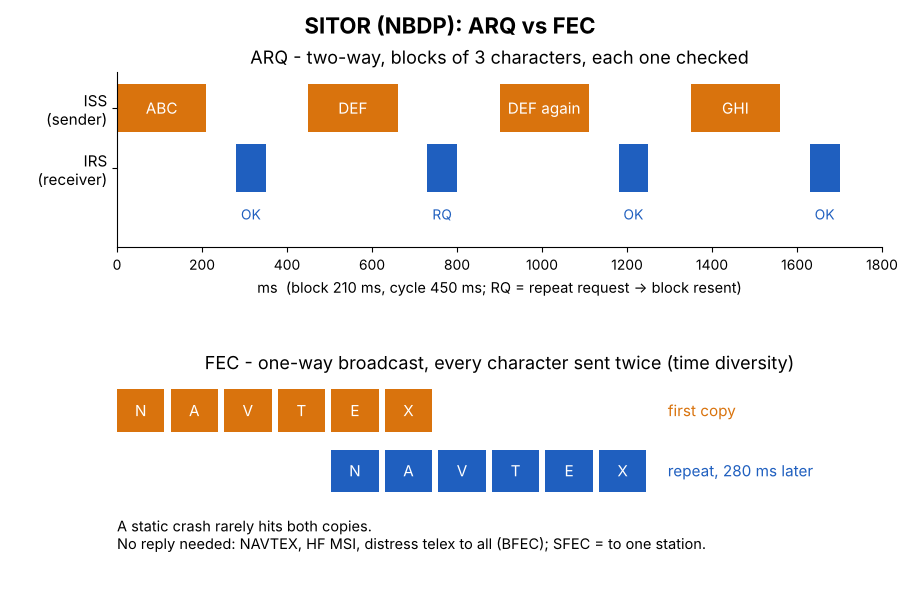 SITOR (NBDP): ARQ vs FEC
ARQ - two-way, blocks of 3 characters, each one checked
ISS
(sender)
ABC
DEF
DEF again
GHI
IRS
(receiver)
OK
RQ
OK
OK
0
200
400
600
800
1000
1200
1400
1600
1800
ms  (block 210 ms, cycle 450 ms; RQ = repeat request → block resent)
FEC - one-way broadcast, every character sent twice (time diversity)
N A V T E X
first copy
N A V T E X
repeat, 280 ms later
A static crash rarely hits both copies.
No reply needed: NAVTEX, HF MSI, distress telex to all (BFEC); SFEC = to one station.